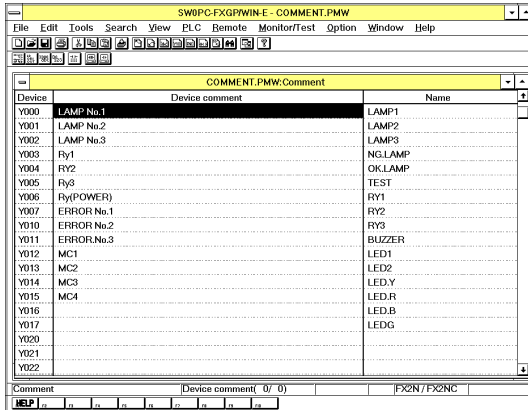 SW0PC-FXGP/WIN-E - COMMENT.PMW
File Edit Tools Search View PLC Remote Monitor/Test Option Window Help
COMMENT.PMW:Comment
Device Device comment Name
Y000 LAMP No.1 LAMP1
Y001 LAMP No.2 LAMP2
Y002 LAMP No.3 LAMP3
Y003 Ry1 NG.LAMP
Y004 RY2 OK.LAMP
Y005 Ry3 TEST
Y006 Ry(POWER) RY1
Y007 ERROR No.1 RY2
Y010 ERROR No.2 RY3
Y011 ERROR.No.3 BUZZER
Y012 MC1 LED1
Y013 MC2 LED2
Y014 MC3 LED.Y
Y015 MC4 LED.R
Y016 LED.B
Y017 LEDG
Y020
Y021
Y022
Comment Device comment( 0/ 0) FX2N / FX2NC
HELP